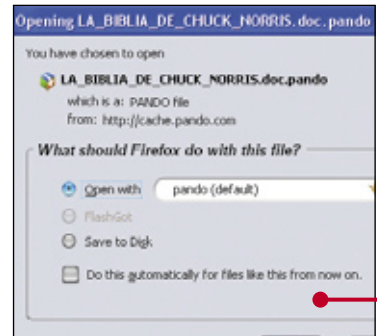 Opening LA_BIBLIA_DE_CHUCK_NORRIS.doc.pando
You have chosen to open
LA_BIBLIA_DE_CHUCK_NORRIS.doc.pando
which is a: PANDO file
from: http://cache.pando.com
What should Firefox do with this file?
Open with pando (default)
FlashGot
Save to Disk
Do this automatically for files like this from now on.